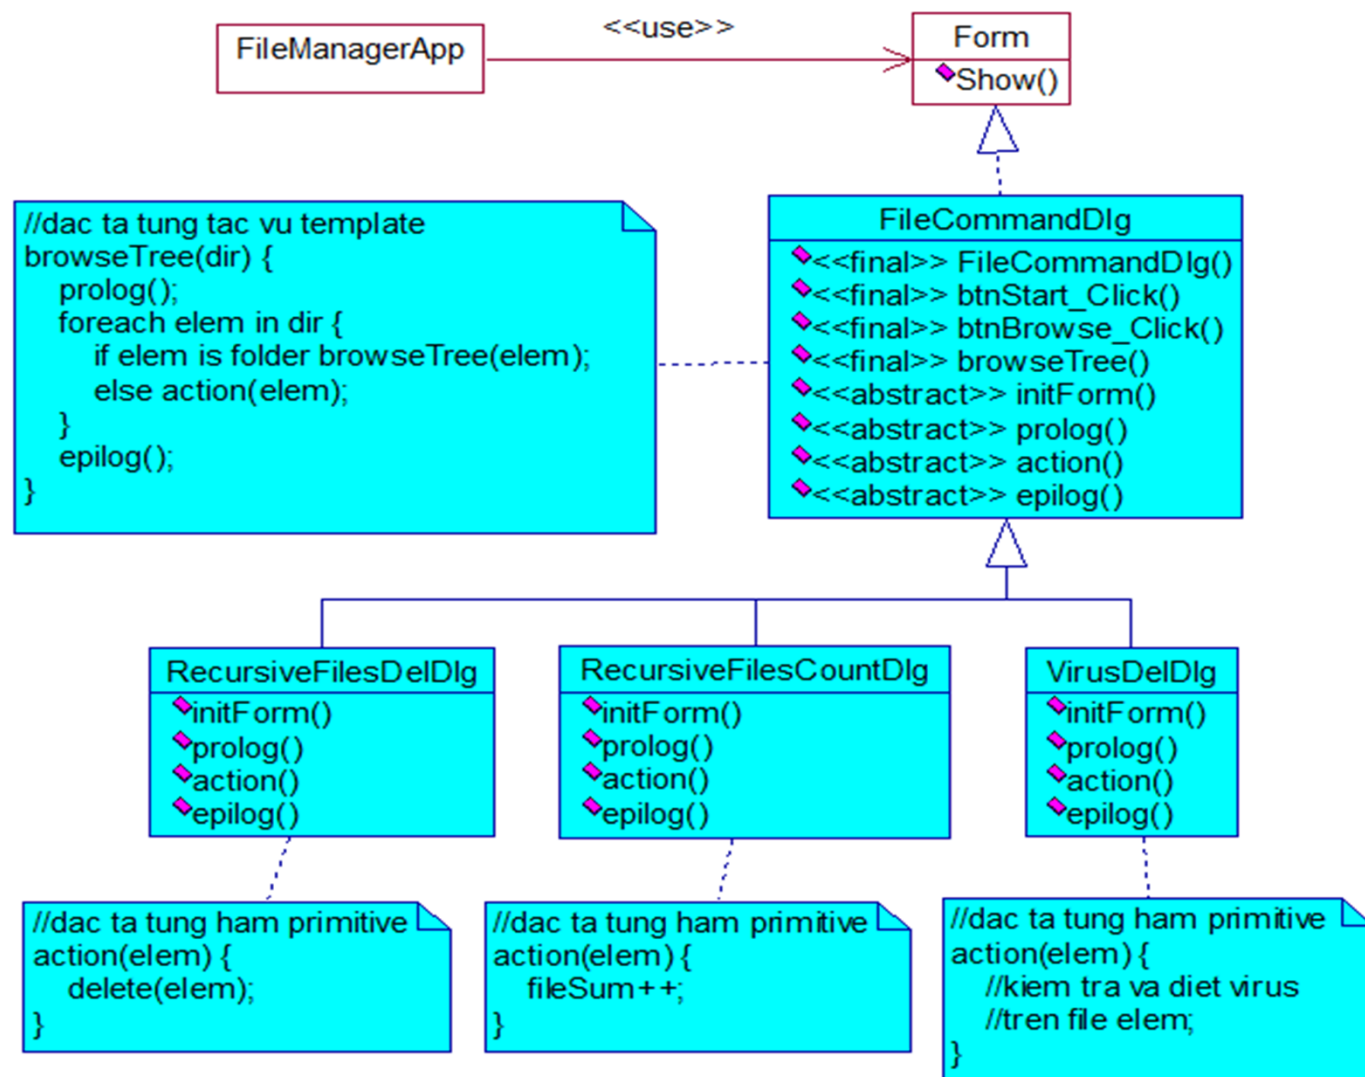 FileManagerApp
<<use>>
Form
Show()
//dac ta tung tac vu template
browseTree(dir) {
prolog();
foreach elem in dir {
if elem is folder browseTree(elem);
else action(elem);
}
epilog();
}
FileCommandDlg
<<final>> FileCommandDlg()
<<final>> btnStart_Click()
<<final>> btnBrowse_Click()
<<final>> browseTree()
<<abstract>> initForm()
<<abstract>> prolog()
<<abstract>> action()
<<abstract>> epilog()
RecursiveFilesDelDlg
initForm()
prolog()
action()
epilog()
RecursiveFilesCountDlg
initForm()
prolog()
action()
epilog()
VirusDelDlg
initForm()
prolog()
action()
epilog()
//dac ta tung ham primitive
action(elem) {
delete(elem);
}
//dac ta tung ham primitive
action(elem) {
fileSum++;
}
//dac ta tung ham primitive
action(elem) {
//kiem tra va diet virus
//tren file elem;
}